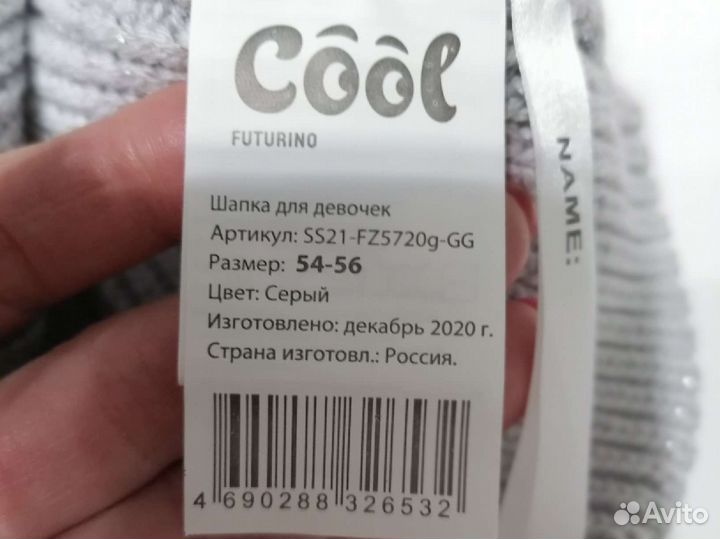 Côôl
FUTURINO
Шапка для девочек
Артикул: SS21-FZ5720g-GG
Размер: 54-56
Цвет: Серый
Изготовлено: декабрь 2020 г.
Страна изготовл.: Россия.
4 690288 326532
NAME:
Avito